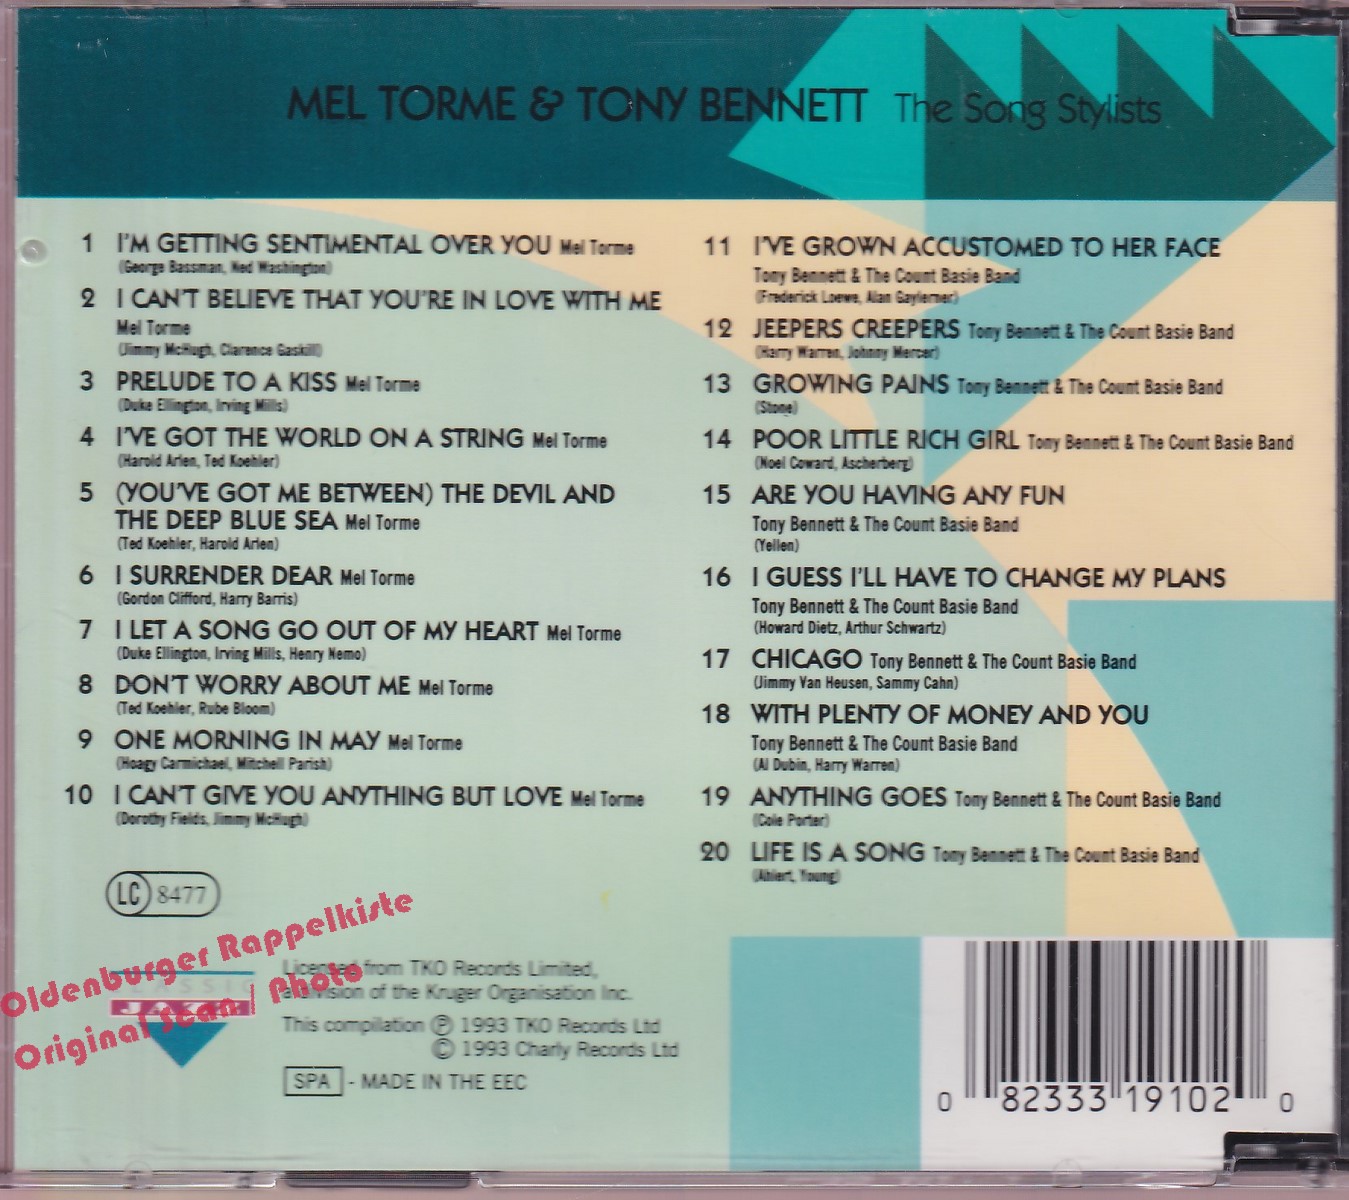 MEL TORME & TONY BENNETT The Song Stylists
1 I'M GETTING SENTIMENTAL OVER YOU Mel Torme
(George Bassman, Ned Washington)
2 I CAN'T BELIEVE THAT YOU'RE IN LOVE WITH ME
Mel Torme
(Jimmy McHugh, Clarence Gaskill)
3 PRELUDE TO A KISS Mel Torme
(Duke Ellington, Irving Mills)
4 I'VE GOT THE WORLD ON A STRING Mel Torme
(Harold Arlen, Ted Koehler)
5 (YOU'VE GOT ME BETWEEN) THE DEVIL AND
THE DEEP BLUE SEA Mel Torme
(Ted Koehler, Harold Arlen)
6 I SURRENDER DEAR Mel Torme
(Gordon Clifford, Harry Barris)
7 I LET A SONG GO OUT OF MY HEART Mel Torme
(Duke Ellington, Irving Mills, Henry Nemo)
8 DON'T WORRY ABOUT ME Mel Torme
(Ted Koehler, Rube Bloom)
9 ONE MORNING IN MAY Mel Torme
(Hoagy Carmichael, Mitchell Parish)
10 I CAN'T GIVE YOU ANYTHING BUT LOVE Mel Torme
(Dorothy Fields, Jimmy McHugh)
11 I'VE GROWN ACCUSTOMED TO HER FACE
Tony Bennett & The Count Basie Band
(Frederick Loewe, Alan Gaylerner)
12 JEEPERS CREEPERS Tony Bennett & The Count Basie Band
(Harry Warren, Johnny Mercer)
13 GROWING PAINS Tony Bennett & The Count Basie Band
(Stone)
14 POOR LITTLE RICH GIRL Tony Bennett & The Count Basie Band
(Noel Coward, Ascherberg)
15 ARE YOU HAVING ANY FUN
Tony Bennett & The Count Basie Band
(Yellen)
16 I GUESS I'LL HAVE TO CHANGE MY PLANS
Tony Bennett & The Count Basie Band
(Howard Dietz, Arthur Schwartz)
17 CHICAGO Tony Bennett & The Count Basie Band
(Jimmy Van Heusen, Sammy Cahn)
18 WITH PLENTY OF MONEY AND YOU
Tony Bennett & The Count Basie Band
(Al Dubin, Harry Warren)
19 ANYTHING GOES Tony Bennett & The Count Basie Band
(Cole Porter)
20 LIFE IS A SONG Tony Bennett & The Count Basie Band
(Ahlert, Young)
LC 8477
Oldenburger Rappelkiste
Original Scan / Photo
CLASSIC
JAZZ
Licensed from TKO Records Limited,
a division of the Kruger Organisation Inc.
This compilation ℗ 1993 TKO Records Ltd
© 1993 Charly Records Ltd
SPA - MADE IN THE EEC
0 82333 19102 0